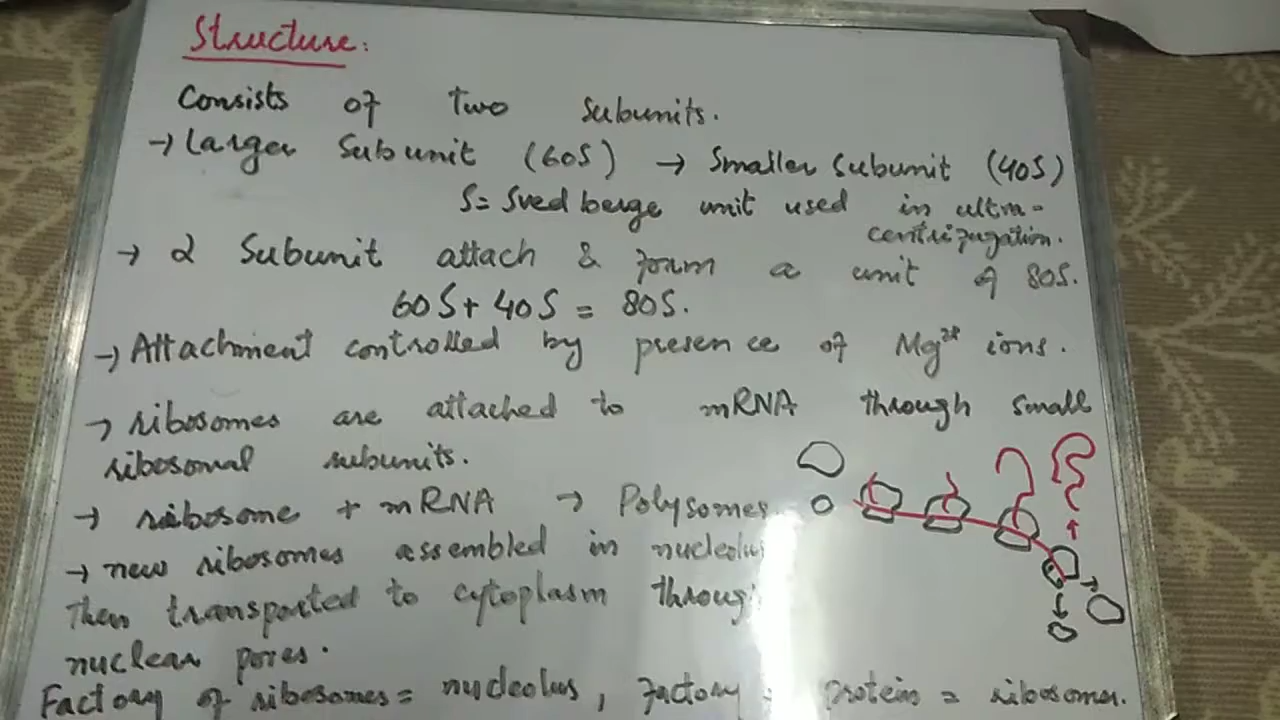 Structure:
Consists of Two Subunits.
→ Larger Subunit (60S) → Smaller Subunit (40S)
S= Svedberge unit used in ultra-
centrifugation.
→ 2 Subunit attach & form a unit of 80S.
60S + 40S = 80S.
→ Attachment controlled by presence of Mg²⁺ ions.
→ ribosomes are attached to mRNA through small
ribosomal subunits.
→ ribosome + mRNA → Polysomes
→ new ribosomes assembled in nucleolus
Then transported to cytoplasm throug
nuclear pores.
Factory of ribosomes = nucleolus, Factory protein = ribosomes.